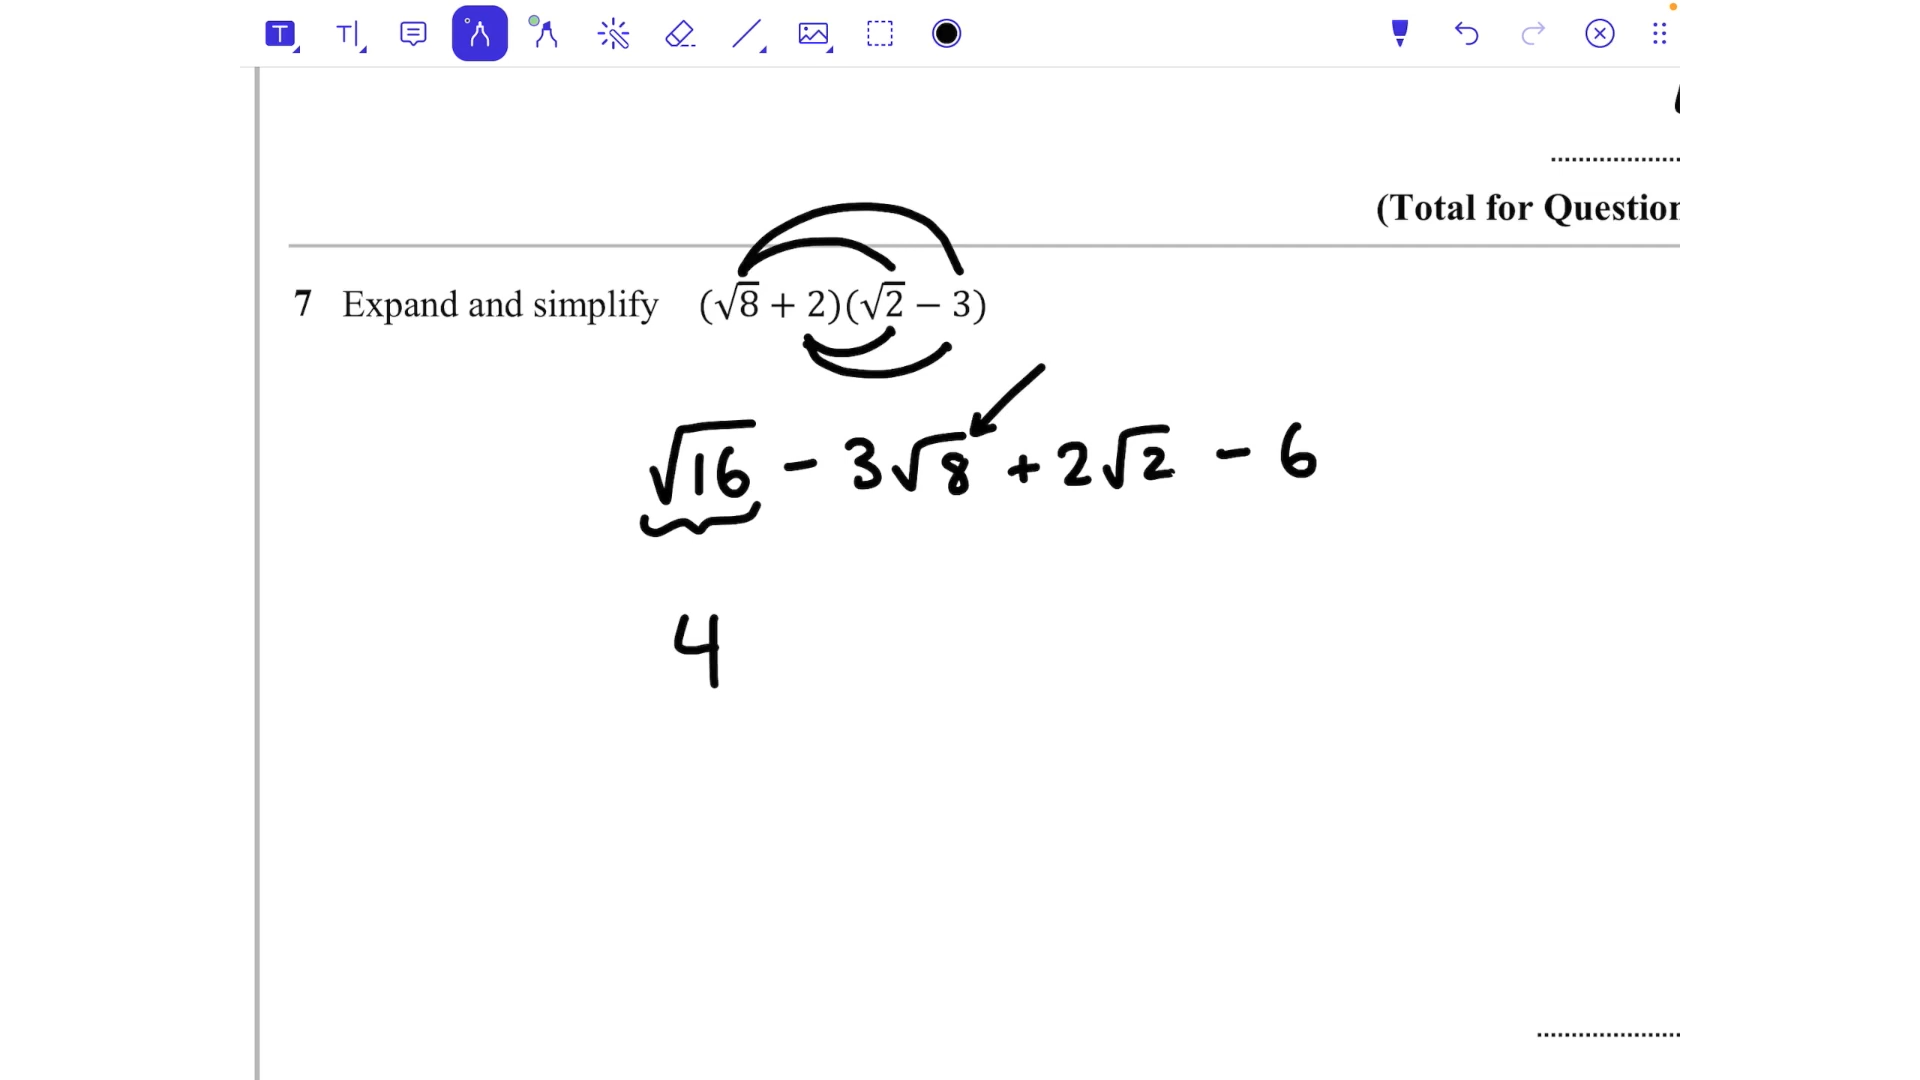 (Total for Question
7 Expand and simplify (√8 + 2)(√2 − 3)
√16 - 3√8 + 2√2 - 6
4